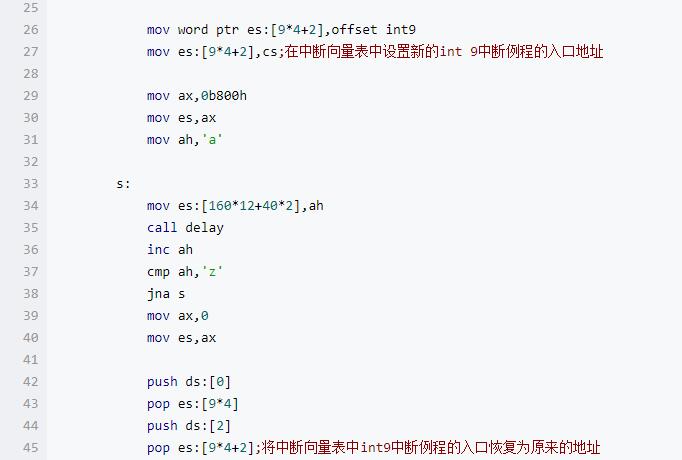 25
26 mov word ptr es:[9*4+2],offset int9
27 mov es:[9*4+2],cs;在中断向量表中设置新的int 9中断例程的入口地址
28
29 mov ax,0b800h
30 mov es,ax
31 mov ah,'a'
32
33 s:
34 mov es:[160*12+40*2],ah
35 call delay
36 inc ah
37 cmp ah,'z'
38 jna s
39 mov ax,0
40 mov es,ax
41
42 push ds:[0]
43 pop es:[9*4]
44 push ds:[2]
45 pop es:[9*4+2];将中断向量表中int9中断例程的入口恢复为原来的地址